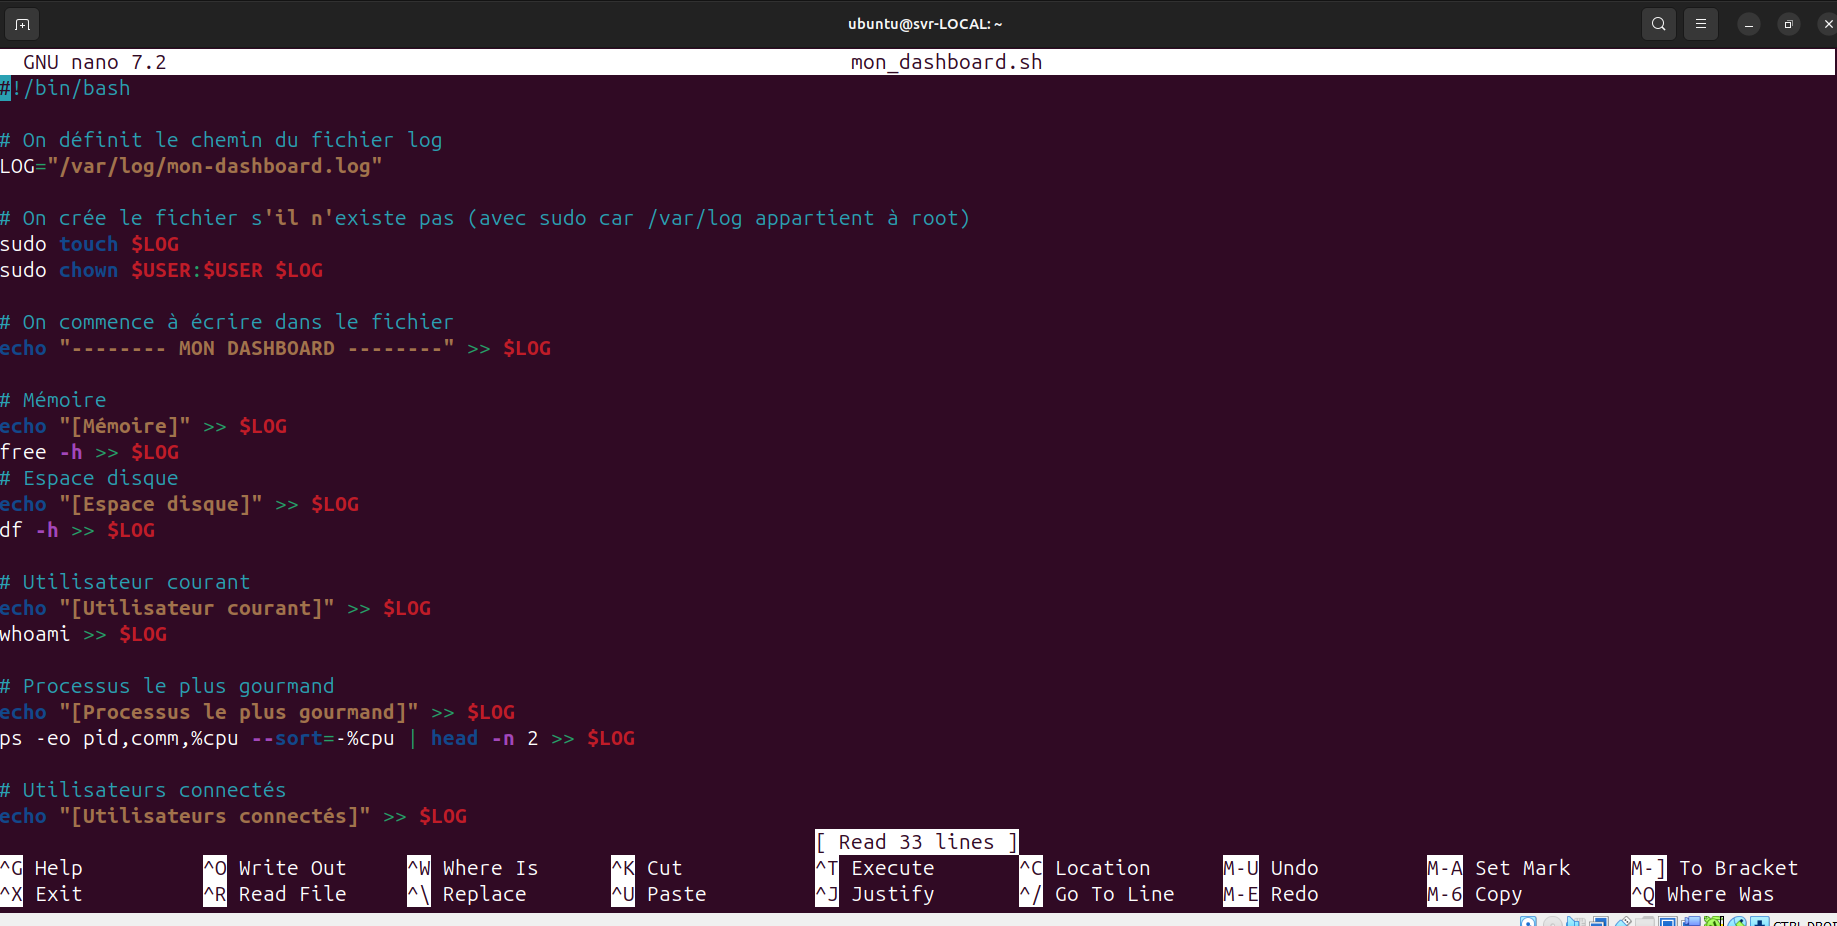 ubuntu@svr-LOCAL: ~
GNU nano 7.2 mon_dashboard.sh
#!/bin/bash
# On définit le chemin du fichier log
LOG="/var/log/mon-dashboard.log"
# On crée le fichier s'il n'existe pas (avec sudo car /var/log appartient à root)
sudo touch $LOG
sudo chown $USER:$USER $LOG
# On commence à écrire dans le fichier
echo "-------- MON DASHBOARD --------" >> $LOG
# Mémoire
echo "[Mémoire]" >> $LOG
free -h >> $LOG
# Espace disque
echo "[Espace disque]" >> $LOG
df -h >> $LOG
# Utilisateur courant
echo "[Utilisateur courant]" >> $LOG
whoami >> $LOG
# Processus le plus gourmand
echo "[Processus le plus gourmand]" >> $LOG
ps -eo pid,comm,%cpu --sort=-%cpu | head -n 2 >> $LOG
# Utilisateurs connectés
echo "[Utilisateurs connectés]" >> $LOG
[ Read 33 lines ]
^G Help ^O Write Out ^W Where Is ^K Cut ^T Execute ^C Location M-U Undo M-A Set Mark M-] To Bracket
^X Exit ^R Read File ^\ Replace ^U Paste ^J Justify ^/ Go To Line M-E Redo M-6 Copy ^Q Where Was